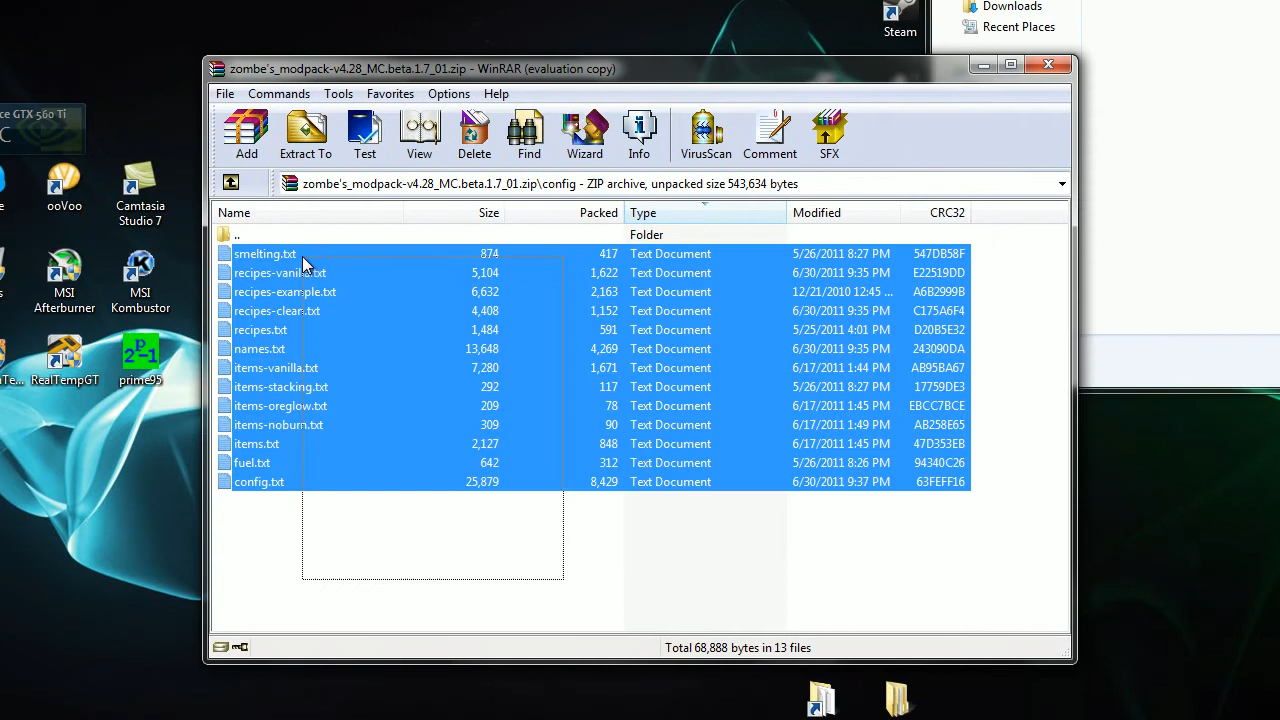 Downloads
Recent Places
Steam
zombe's_modpack-v4.28_MC.beta.1.7_01.zip - WinRAR (evaluation copy)
File Commands Tools Favorites Options Help
Add Extract To Test View Delete Find Wizard Info VirusScan Comment SFX
zombe's_modpack-v4.28_MC.beta.1.7_01.zip\config - ZIP archive, unpacked size 543,634 bytes
Name Size Packed Type Modified CRC32
.. Folder
smelting.txt 874 417 Text Document 5/26/2011 8:27 PM 547DB58F
recipes-vanilla.txt 5,104 1,622 Text Document 6/30/2011 9:35 PM E22519DD
recipes-example.txt 6,632 2,163 Text Document 12/21/2010 12:45 ... A6B2999B
recipes-clean.txt 4,408 1,152 Text Document 6/30/2011 9:35 PM C175A6F4
recipes.txt 1,484 591 Text Document 5/25/2011 4:01 PM D20B5E32
names.txt 13,648 4,269 Text Document 6/30/2011 9:35 PM 243090DA
items-vanilla.txt 7,280 1,671 Text Document 6/17/2011 1:44 PM AB95BA67
items-stacking.txt 292 117 Text Document 5/26/2011 8:27 PM 17759DE3
items-oreglow.txt 209 78 Text Document 6/17/2011 1:45 PM EBCC7BCE
items-noburn.txt 309 90 Text Document 6/17/2011 1:49 PM AB258E65
items.txt 2,127 848 Text Document 6/17/2011 1:45 PM 47D353EB
fuel.txt 642 312 Text Document 5/26/2011 8:26 PM 94340C26
config.txt 25,879 8,429 Text Document 6/30/2011 9:37 PM 63FEFF16
Total 68,888 bytes in 13 files
GTX 560 Ti
ooVoo
Camtasia
Studio 7
MSI
Afterburner
MSI
Kombustor
RealTempGT
2ᵖ-1
prime95